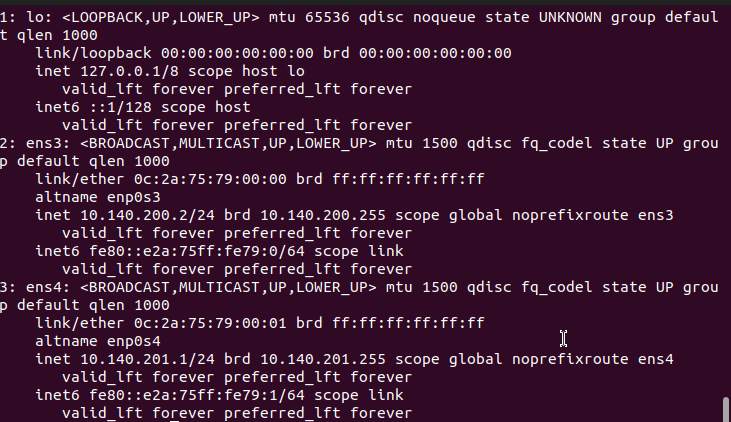 1: lo: <LOOPBACK,UP,LOWER_UP> mtu 65536 qdisc noqueue state UNKNOWN group defaul
t qlen 1000
    link/loopback 00:00:00:00:00:00 brd 00:00:00:00:00:00
    inet 127.0.0.1/8 scope host lo
       valid_lft forever preferred_lft forever
    inet6 ::1/128 scope host
       valid_lft forever preferred_lft forever
2: ens3: <BROADCAST,MULTICAST,UP,LOWER_UP> mtu 1500 qdisc fq_codel state UP grou
p default qlen 1000
    link/ether 0c:2a:75:79:00:00 brd ff:ff:ff:ff:ff:ff
    altname enp0s3
    inet 10.140.200.2/24 brd 10.140.200.255 scope global noprefixroute ens3
       valid_lft forever preferred_lft forever
    inet6 fe80::e2a:75ff:fe79:0/64 scope link
       valid_lft forever preferred_lft forever
3: ens4: <BROADCAST,MULTICAST,UP,LOWER_UP> mtu 1500 qdisc fq_codel state UP grou
p default qlen 1000
    link/ether 0c:2a:75:79:00:01 brd ff:ff:ff:ff:ff:ff
    altname enp0s4
    inet 10.140.201.1/24 brd 10.140.201.255 scope global noprefixroute ens4
       valid_lft forever preferred_lft forever
    inet6 fe80::e2a:75ff:fe79:1/64 scope link
       valid_lft forever preferred_lft forever